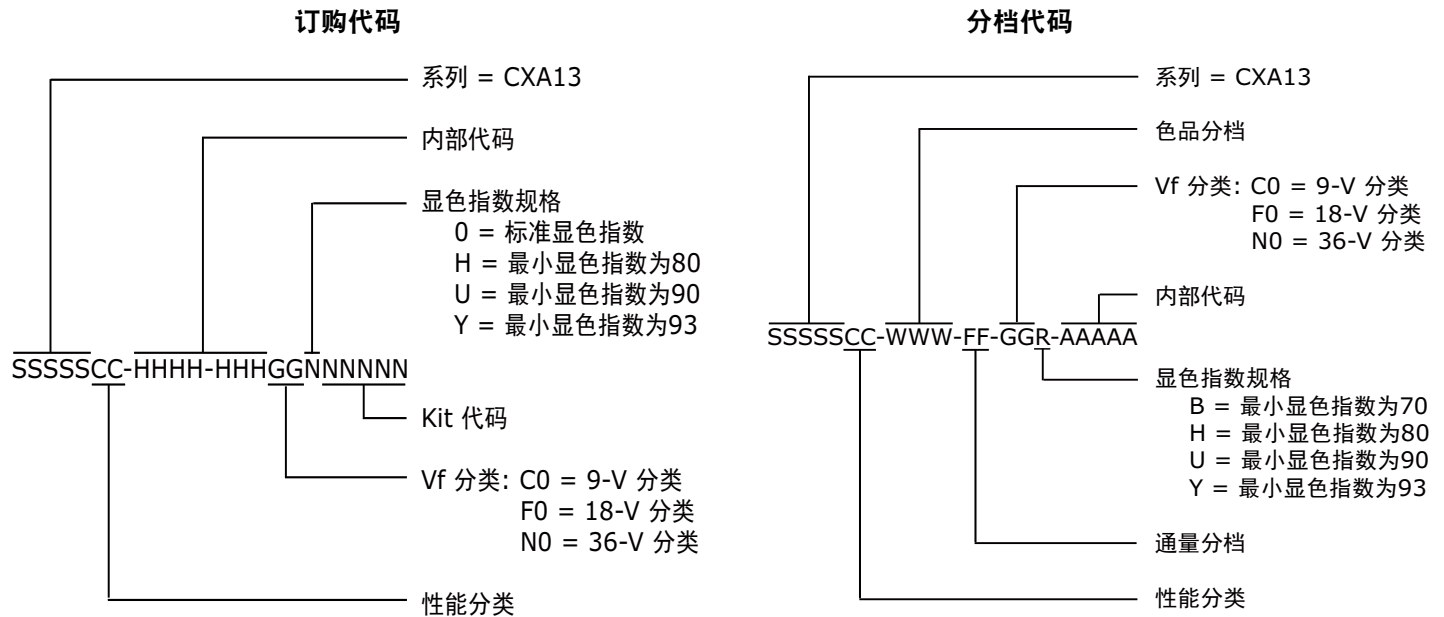 订购代码
系列 = CXA13
内部代码
显色指数规格
0 = 标准显色指数
H = 最小显色指数为80
U = 最小显色指数为90
Y = 最小显色指数为93
SSSSSCC-HHHH-HHHGGNNNNNN
Kit 代码
Vf 分类: C0 = 9-V 分类
F0 = 18-V 分类
N0 = 36-V 分类
性能分类
分档代码
系列 = CXA13
色品分档
Vf 分类: C0 = 9-V 分类
F0 = 18-V 分类
N0 = 36-V 分类
内部代码
SSSSSCC-WWW-FF-GGR-AAAAA
显色指数规格
B = 最小显色指数为70
H = 最小显色指数为80
U = 最小显色指数为90
Y = 最小显色指数为93
通量分档
性能分类